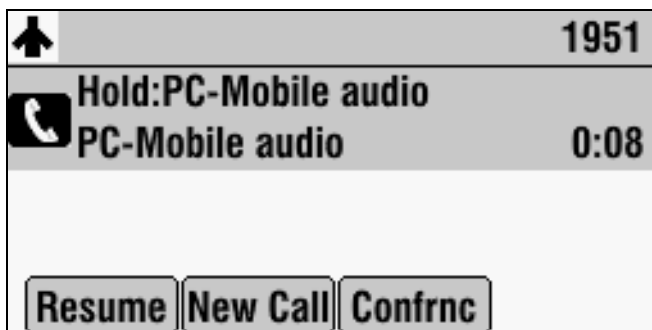 1951
Hold:PC-Mobile audio
PC-Mobile audio 0:08
Resume New Call Confrnc